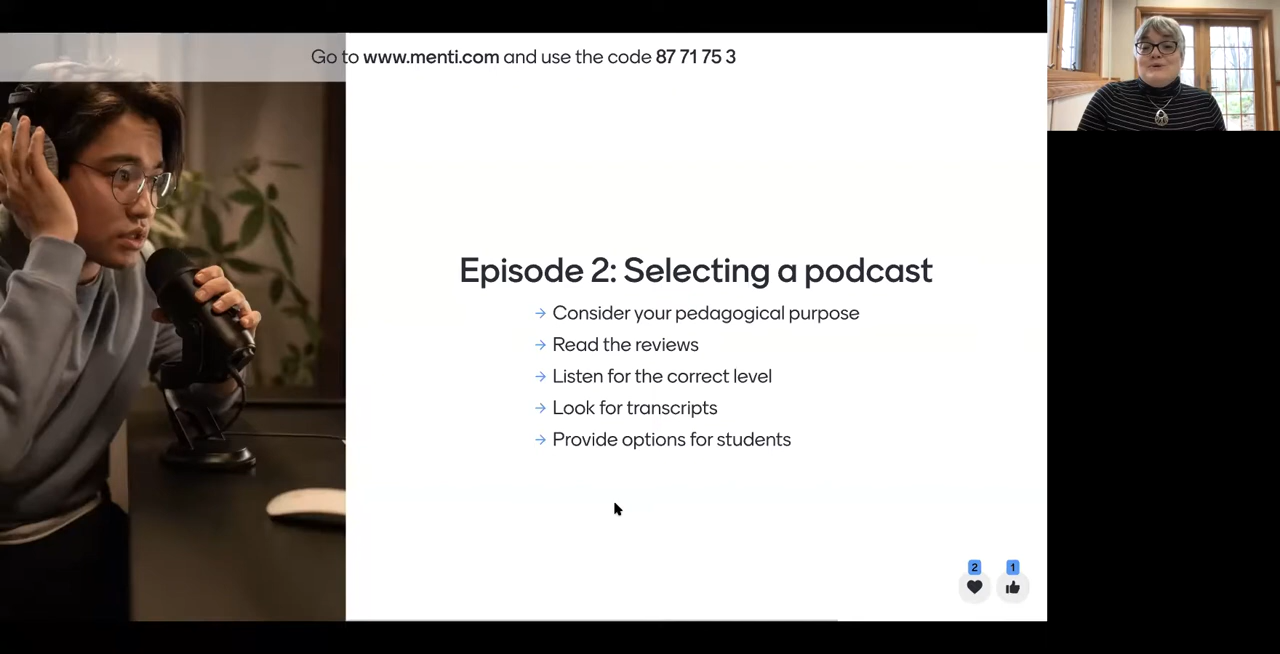 Go to www.menti.com and use the code 87 71 75 3
Episode 2: Selecting a podcast
→ Consider your pedagogical purpose
→ Read the reviews
→ Listen for the correct level
→ Look for transcripts
→ Provide options for students
2 1